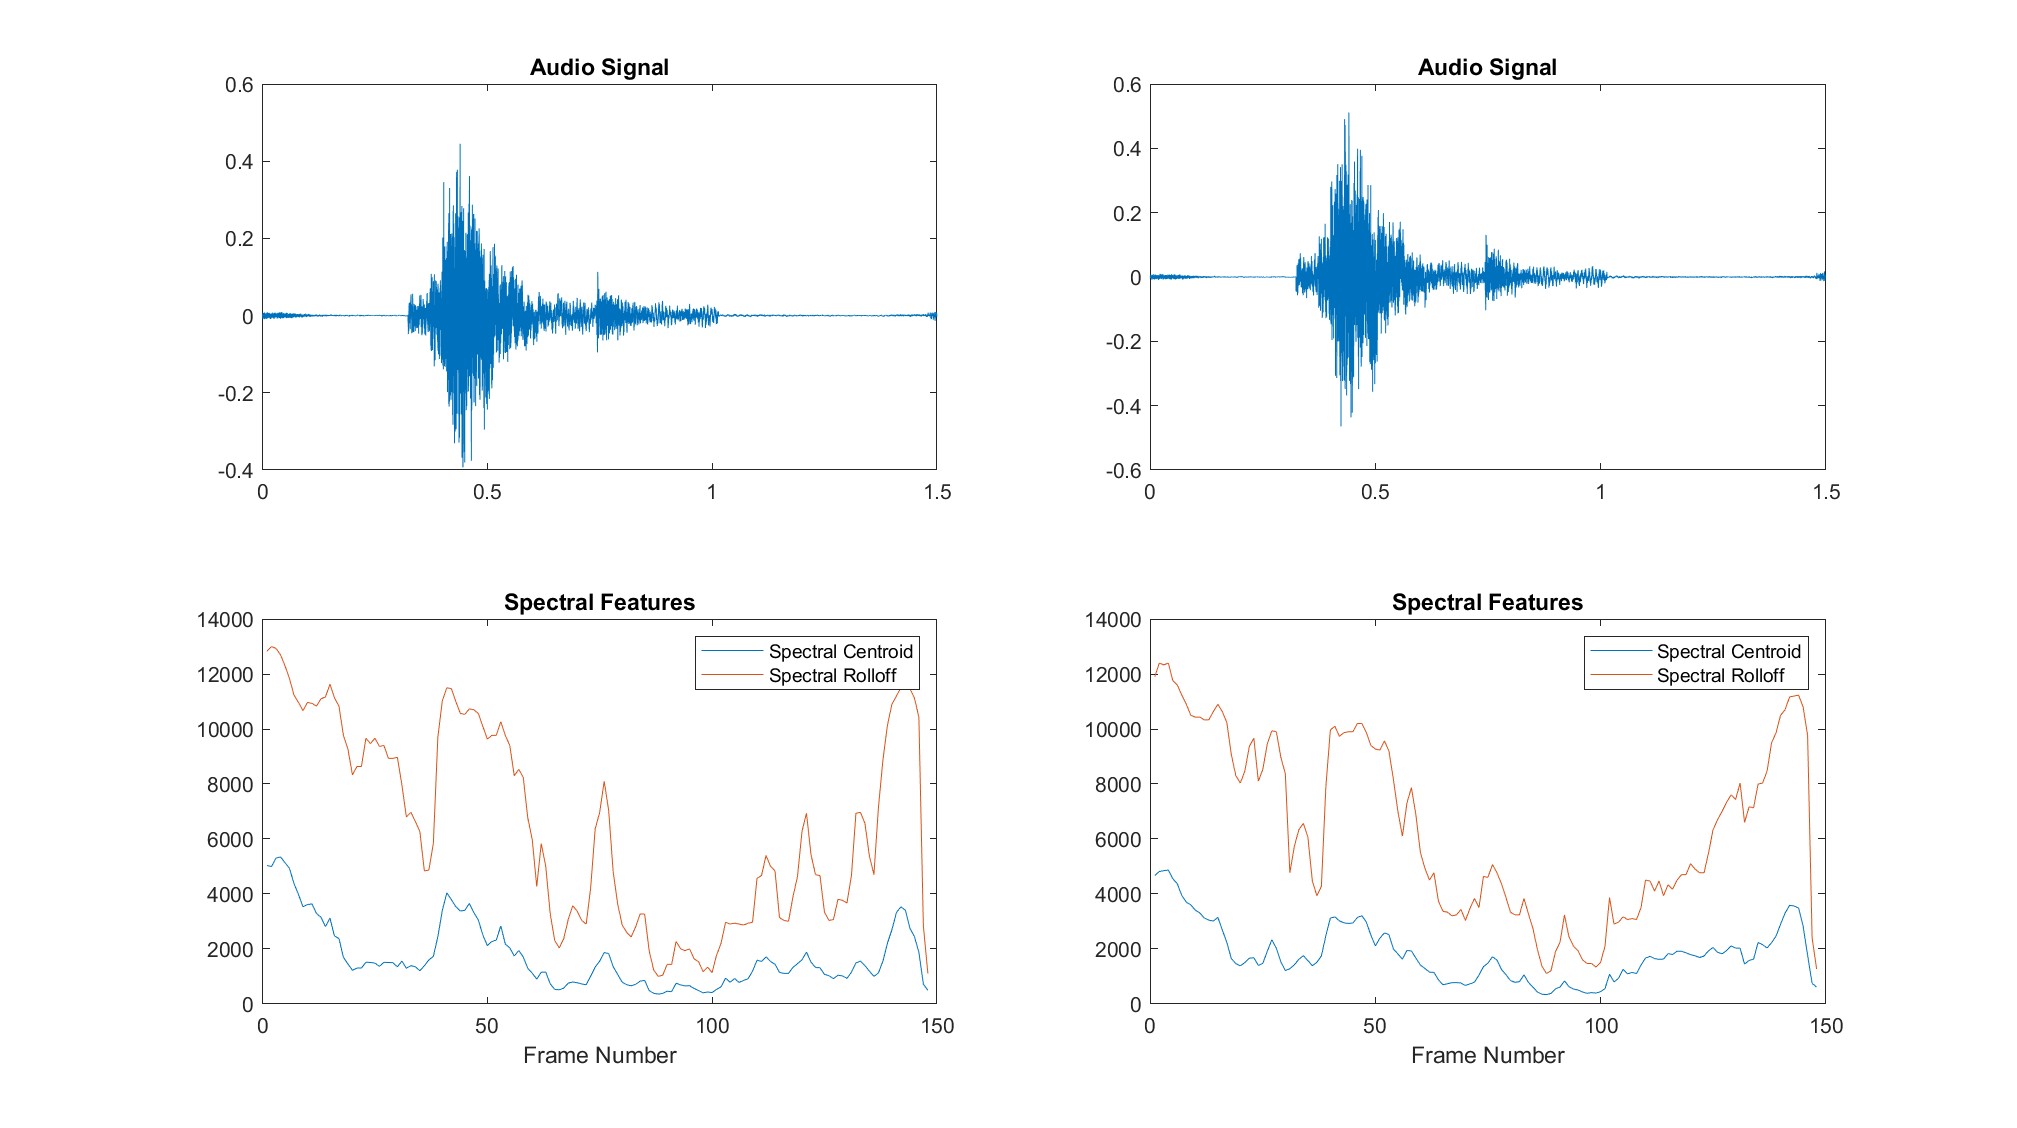 Audio Signal
0.6
0.4
0.2
0
-0.2
-0.4
0 0.5 1 1.5
Audio Signal
0.6
0.4
0.2
0
-0.2
-0.4
-0.6
0 0.5 1 1.5
Spectral Features
14000
12000
10000
8000
6000
4000
2000
0
Spectral Centroid
Spectral Rolloff
0 50 100 150
Frame Number
Spectral Features
14000
12000
10000
8000
6000
4000
2000
0
Spectral Centroid
Spectral Rolloff
0 50 100 150
Frame Number